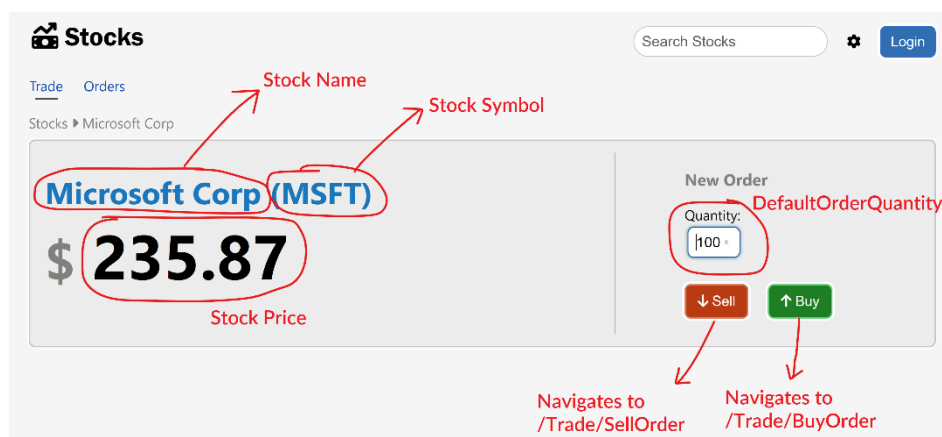 Stocks
Search Stocks
Login
Trade Orders
Stock Name
Stock Symbol
Stocks Microsoft Corp
Microsoft Corp (MSFT)
New Order
DefaultOrderQuantity
Quantity:
100
$ 235.87
Sell
Buy
Stock Price
Navigates to
/Trade/SellOrder
Navigates to
/Trade/BuyOrder